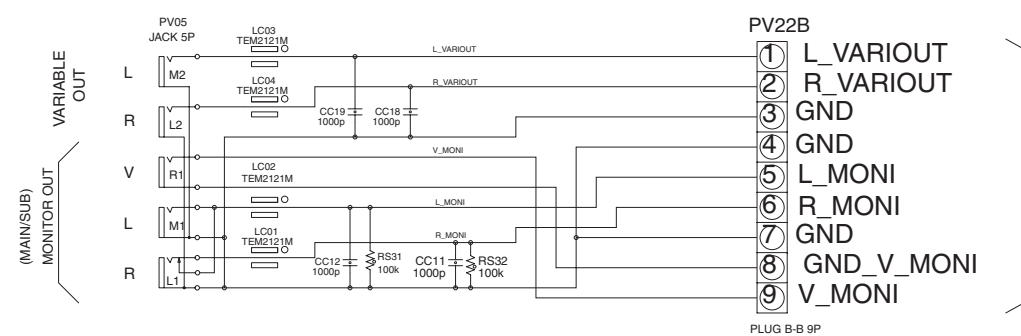 PV05
JACK 5P
VARIABLE
OUT
(MAIN/SUB)
MONITOR OUT
L
R
V
L
R
M2
L2
R1
M1
L1
LC03
TEM2121M
LC04
TEM2121M
LC02
TEM2121M
LC01
TEM2121M
L_VARIOUT
R_VARIOUT
CC19
1000p
CC18
1000p
V_MONI
L_MONI
R_MONI
CC12
1000p
RS31
100k
CC11
1000p
RS32
100k
PV22B
1 L_VARIOUT
2 R_VARIOUT
3 GND
4 GND
5 L_MONI
6 R_MONI
7 GND
8 GND_V_MONI
9 V_MONI
PLUG B-B 9P